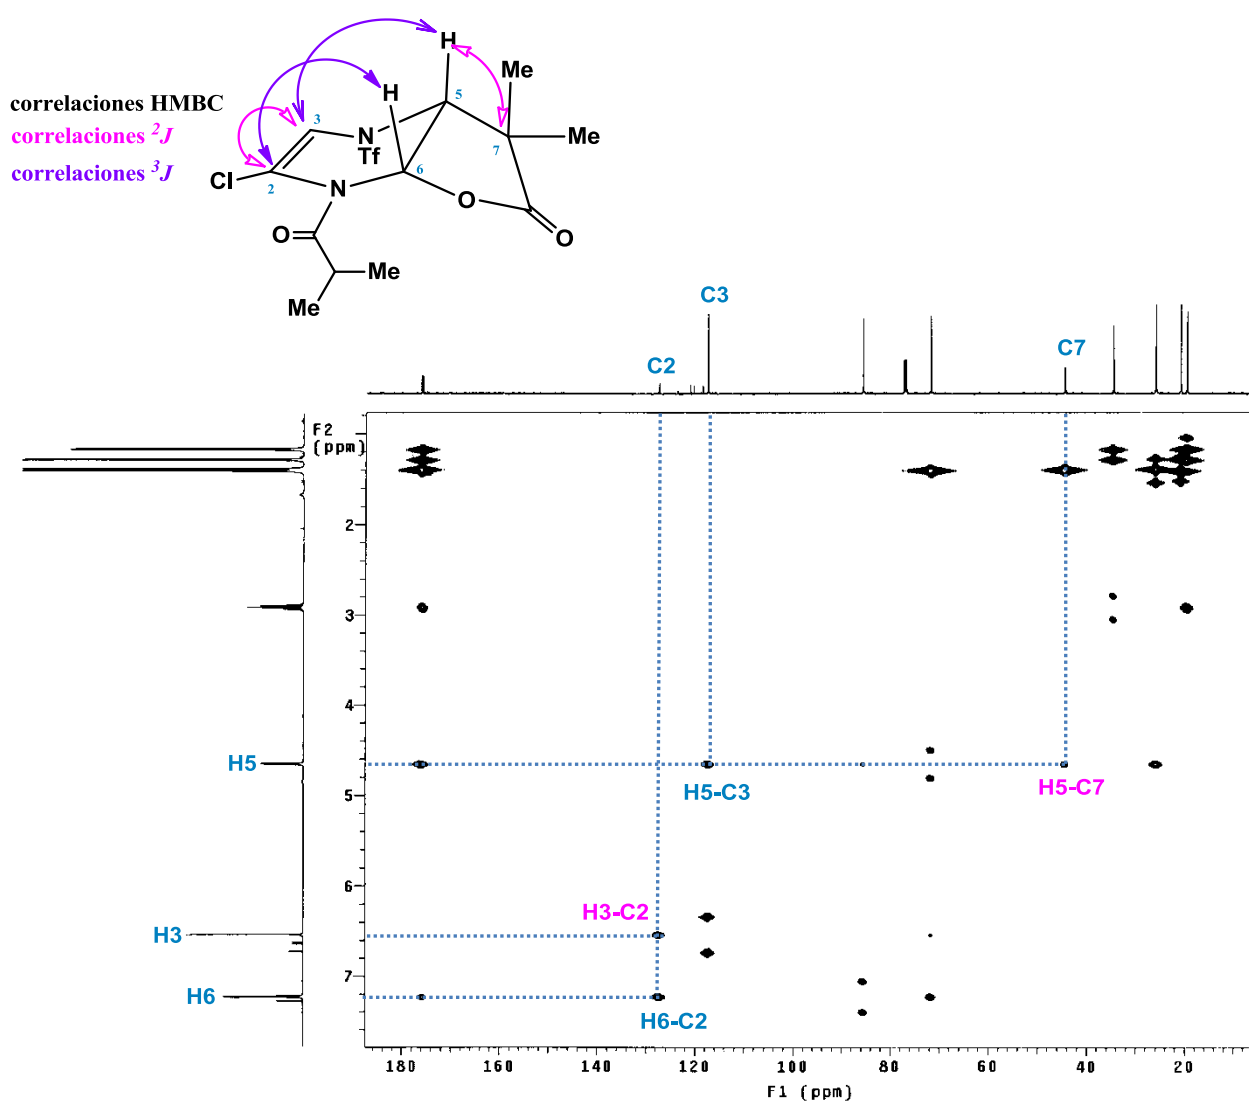 H
Me
H
5
correlaciones HMBC
3
N
Me
correlaciones ²J
Tf
7
6
correlaciones ³J
Cl
2
N
O
O
O
Me
Me
C3
C2
C7
F2
(ppm)
2
3
4
H5
H5-C3
H5-C7
5
6
H3-C2
H3
7
H6
H6-C2
180 160 140 120 100 80 60 40 20
F1 (ppm)